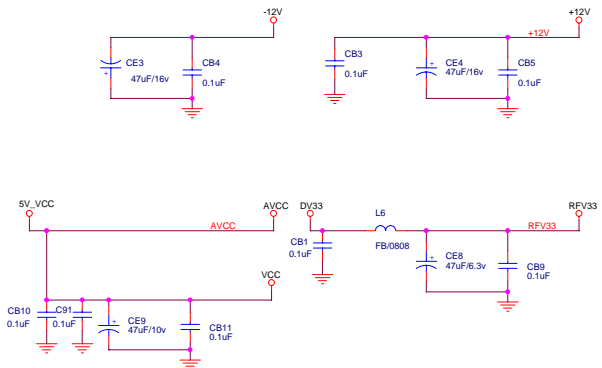 -12V
+12V
+12V
CE3
47uF/16v
CB4
0.1uF
CB3
0.1uF
CE4
47uF/16v
CB5
0.1uF
5V_VCC
AVCC
AVCC
DV33
L6
FB/0808
RFV33
RFV33
CB1
0.1uF
CE8
47uF/6.3v
CB9
0.1uF
VCC
CB10
0.1uF
C91
0.1uF
CE9
47uF/10v
CB11
0.1uF